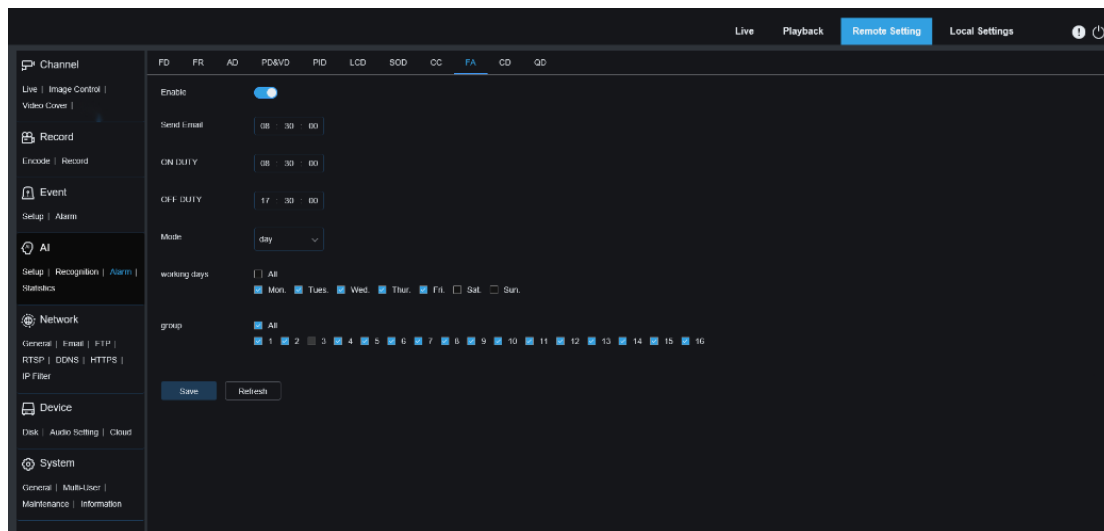 Live Playback Remote Setting Local Settings
Channel
Live | Image Control |
Video Cover |
Record
Encode | Record
Event
Setup | Alarm
AI
Setup | Recognition | Alarm |
Statistics
Network
General | Email | FTP |
RTSP | DDNS | HTTPS |
IP Filter
Device
Disk | Audio Setting | Cloud
System
General | Multi-User |
Maintenance | Information
FD FR AD PD&VD PID LCD SOD CC FA CD QD
Enable
Send Email 08 : 30 : 00
ON DUTY 08 : 30 : 00
OFF DUTY 17 : 30 : 00
Mode day
working days All
Mon. Tues. Wed. Thur. Fri. Sat. Sun.
group All
1 2 3 4 5 6 7 8 9 10 11 12 13 14 15 16
Save Refresh